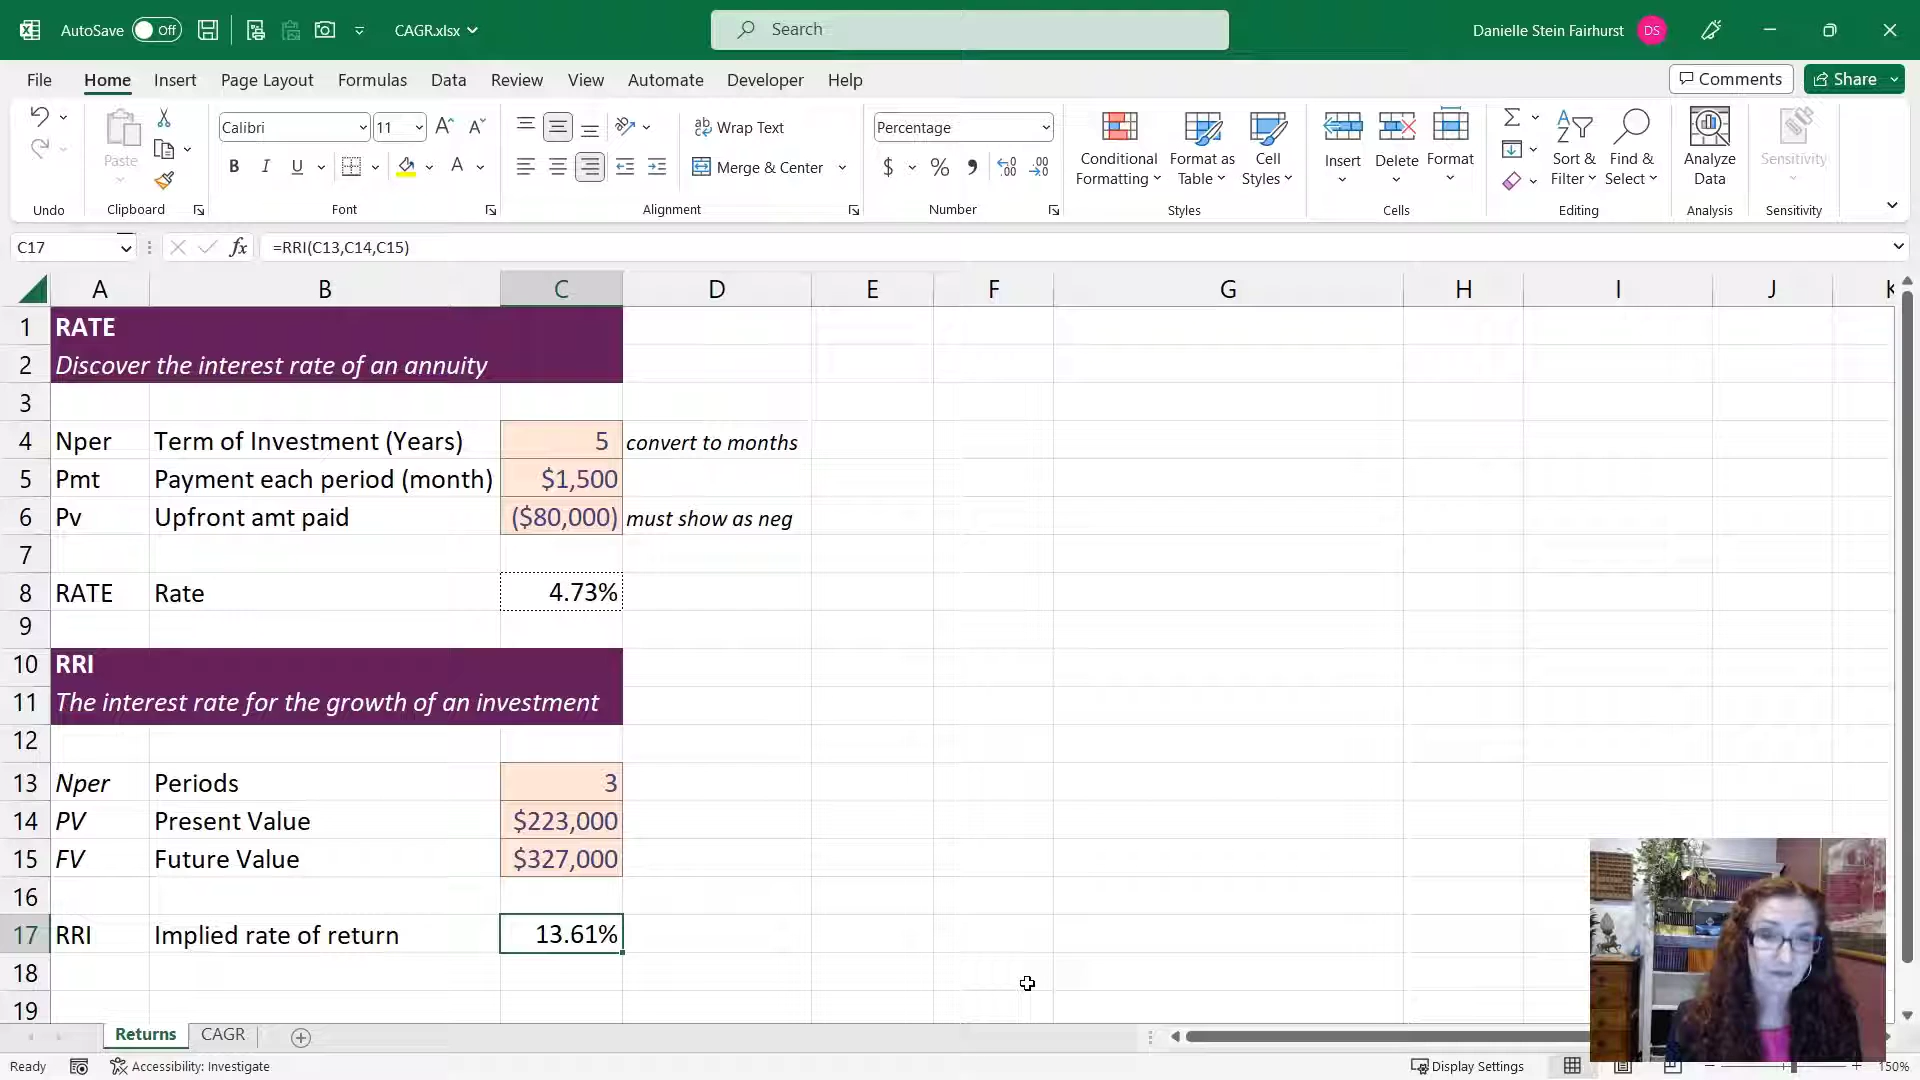 AutoSave Off CAGR.xlsx Search Danielle Stein Fairhurst DS
File Home Insert Page Layout Formulas Data Review View Automate Developer Help Comments Share
Calibri 11 Wrap Text Percentage
Paste B I U A Merge & Center $ % , Conditional Formatting Format as Table Cell Styles Insert Delete Format Sort & Filter Find & Select Analyze Data Sensitivity
Undo Clipboard Font Alignment Number Styles Cells Editing Analysis Sensitivity
C17 fx =RRI(C13,C14,C15)
A B C D E F G H I J K
1 RATE
2 Discover the interest rate of an annuity
3
4 Nper Term of Investment (Years) 5 convert to months
5 Pmt Payment each period (month) $1,500
6 Pv Upfront amt paid ($80,000) must show as neg
7
8 RATE Rate 4.73%
9
10 RRI
11 The interest rate for the growth of an investment
12
13 Nper Periods 3
14 PV Present Value $223,000
15 FV Future Value $327,000
16
17 RRI Implied rate of return 13.61%
18
19
Returns CAGR
Ready Accessibility: Investigate Display Settings 150%